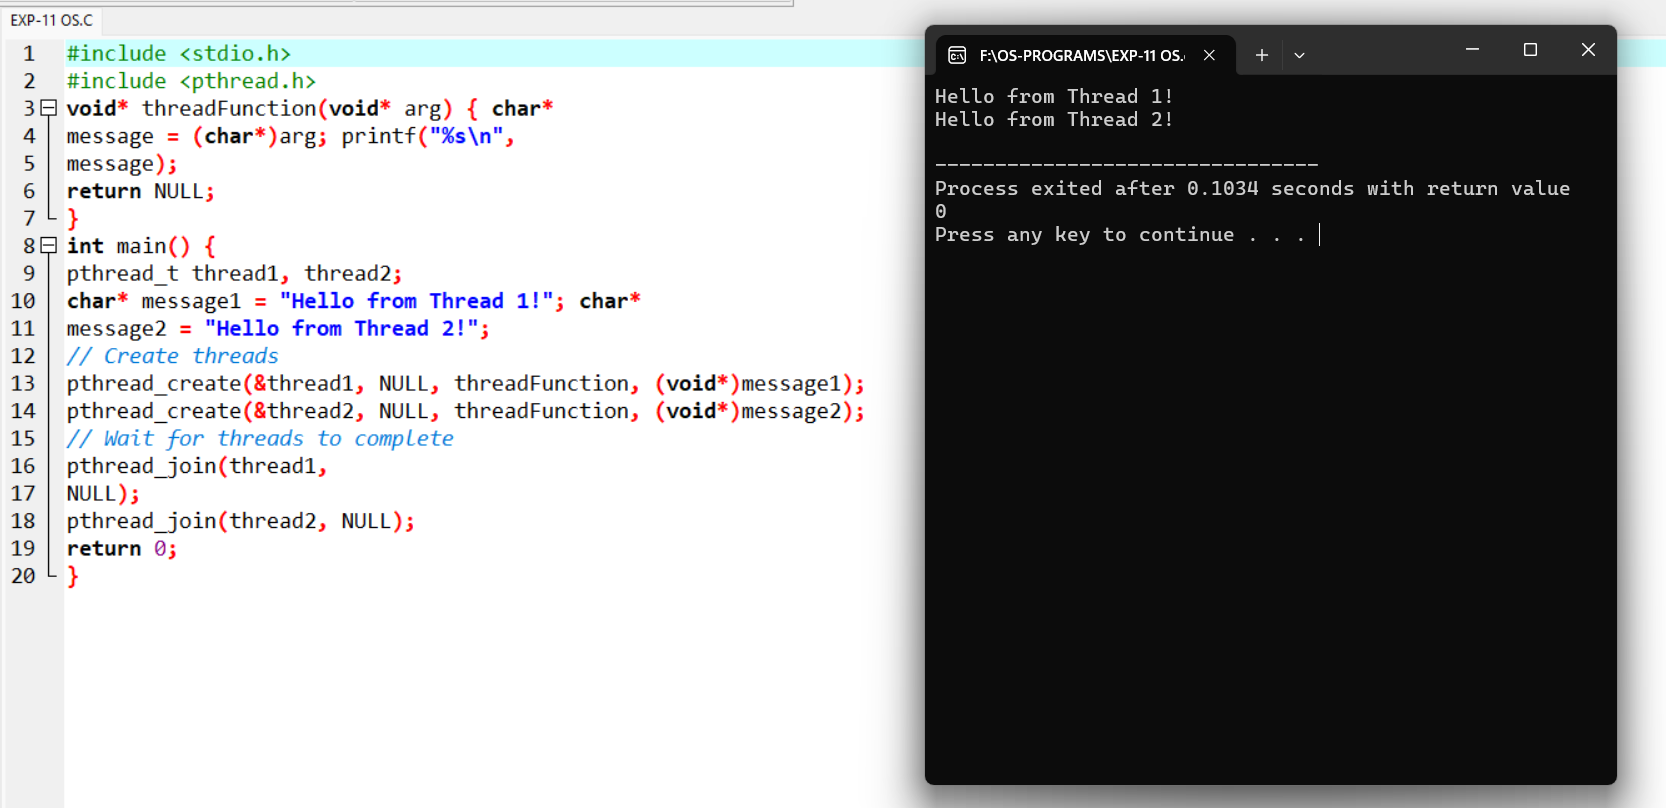 EXP-11 OS.C
1 #include <stdio.h>
2 #include <pthread.h>
3 void* threadFunction(void* arg) { char*
4 message = (char*)arg; printf("%s\n",
5 message);
6 return NULL;
7 }
8 int main() {
9 pthread_t thread1, thread2;
10 char* message1 = "Hello from Thread 1!"; char*
11 message2 = "Hello from Thread 2!";
12 // Create threads
13 pthread_create(&thread1, NULL, threadFunction, (void*)message1);
14 pthread_create(&thread2, NULL, threadFunction, (void*)message2);
15 // Wait for threads to complete
16 pthread_join(thread1,
17 NULL);
18 pthread_join(thread2, NULL);
19 return 0;
20 }
F:\OS-PROGRAMS\EXP-11 OS.
Hello from Thread 1!
Hello from Thread 2!
--------------------------------
Process exited after 0.1034 seconds with return value
0
Press any key to continue . . .